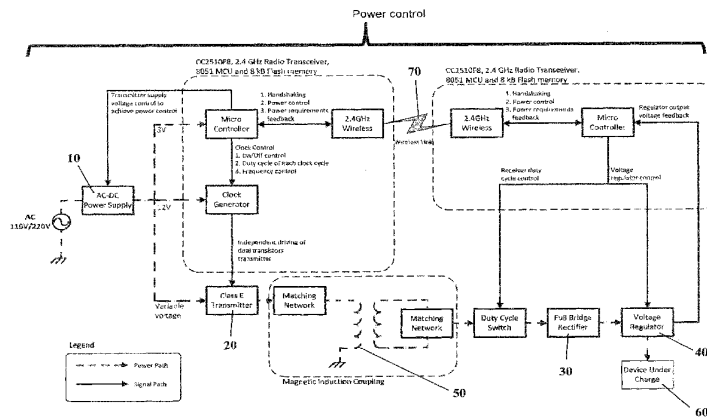 Power control
CC2510F8, 2.4 GHz Radio Transceiver,
8051 MCU and 8 kB Flash memory
CC2510F8, 2.4 GHz Radio Transceiver,
8051 MCU and 8 kB Flash memory
Transmitter supply
voltage control to
achieve power control
1. Handshaking
2. Power control
3. Power requirements
feedback
70
1. Handshaking
2. Power control
3. Power requirements
feedback
Regulator output
voltage feedback
Micro
Controller
2.4GHz
Wireless
Wireless Link
2.4GHz
Wireless
Micro
Controller
3V
Clock Control
1. On/Off control
2. Duty cycle of each clock cycle
4. Frequency control
10
AC-DC
Power Supply
12V
Clock
Generator
AC
110V/220V
Receiver duty
cycle control
Voltage
regulator control
Independent driving of
dual transistors
transmitter
Variable
voltage
Class E
Transmitter
Matching
Network
Matching
Network
Duty Cycle
Switch
Full Bridge
Rectifier
Voltage
Regulator
20
30
40
Legend
Power Path
Signal Path
50
Magnetic Induction Coupling
Device Under
Charge
60